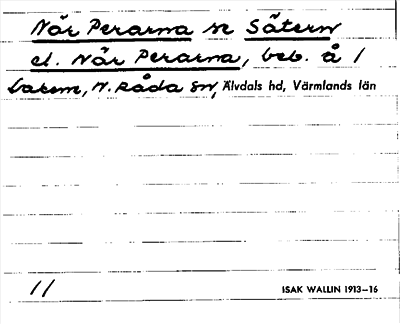 När Perarna se Sätern
el. När Perarna, beb. å 1
N. Råda sn, Älvdals hd, Värmlands län
11
ISAK WALLIN 1913–16